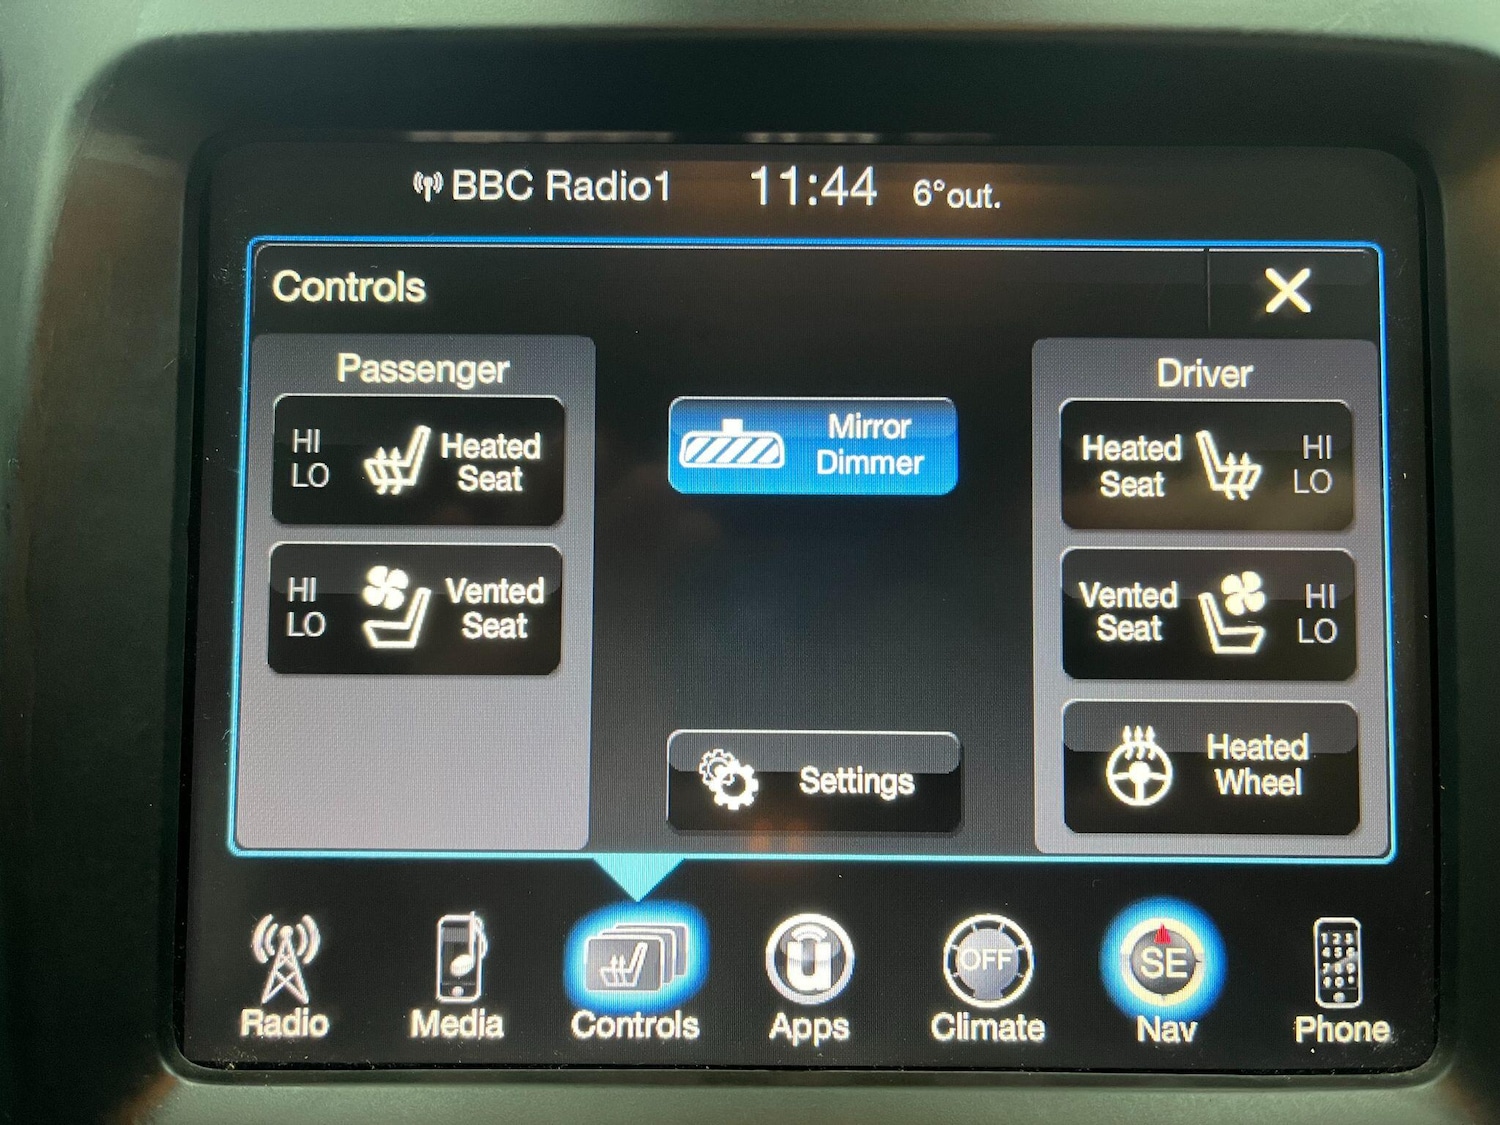 BBC Radio1 11:44 6°out.
Controls
Passenger
HI
LO
Heated
Seat
HI
LO
Vented
Seat
Mirror
Dimmer
Settings
Driver
Heated
Seat
HI
LO
Vented
Seat
HI
LO
Heated
Wheel
u
OFF
SE
Radio Media Controls Apps Climate Nav Phone